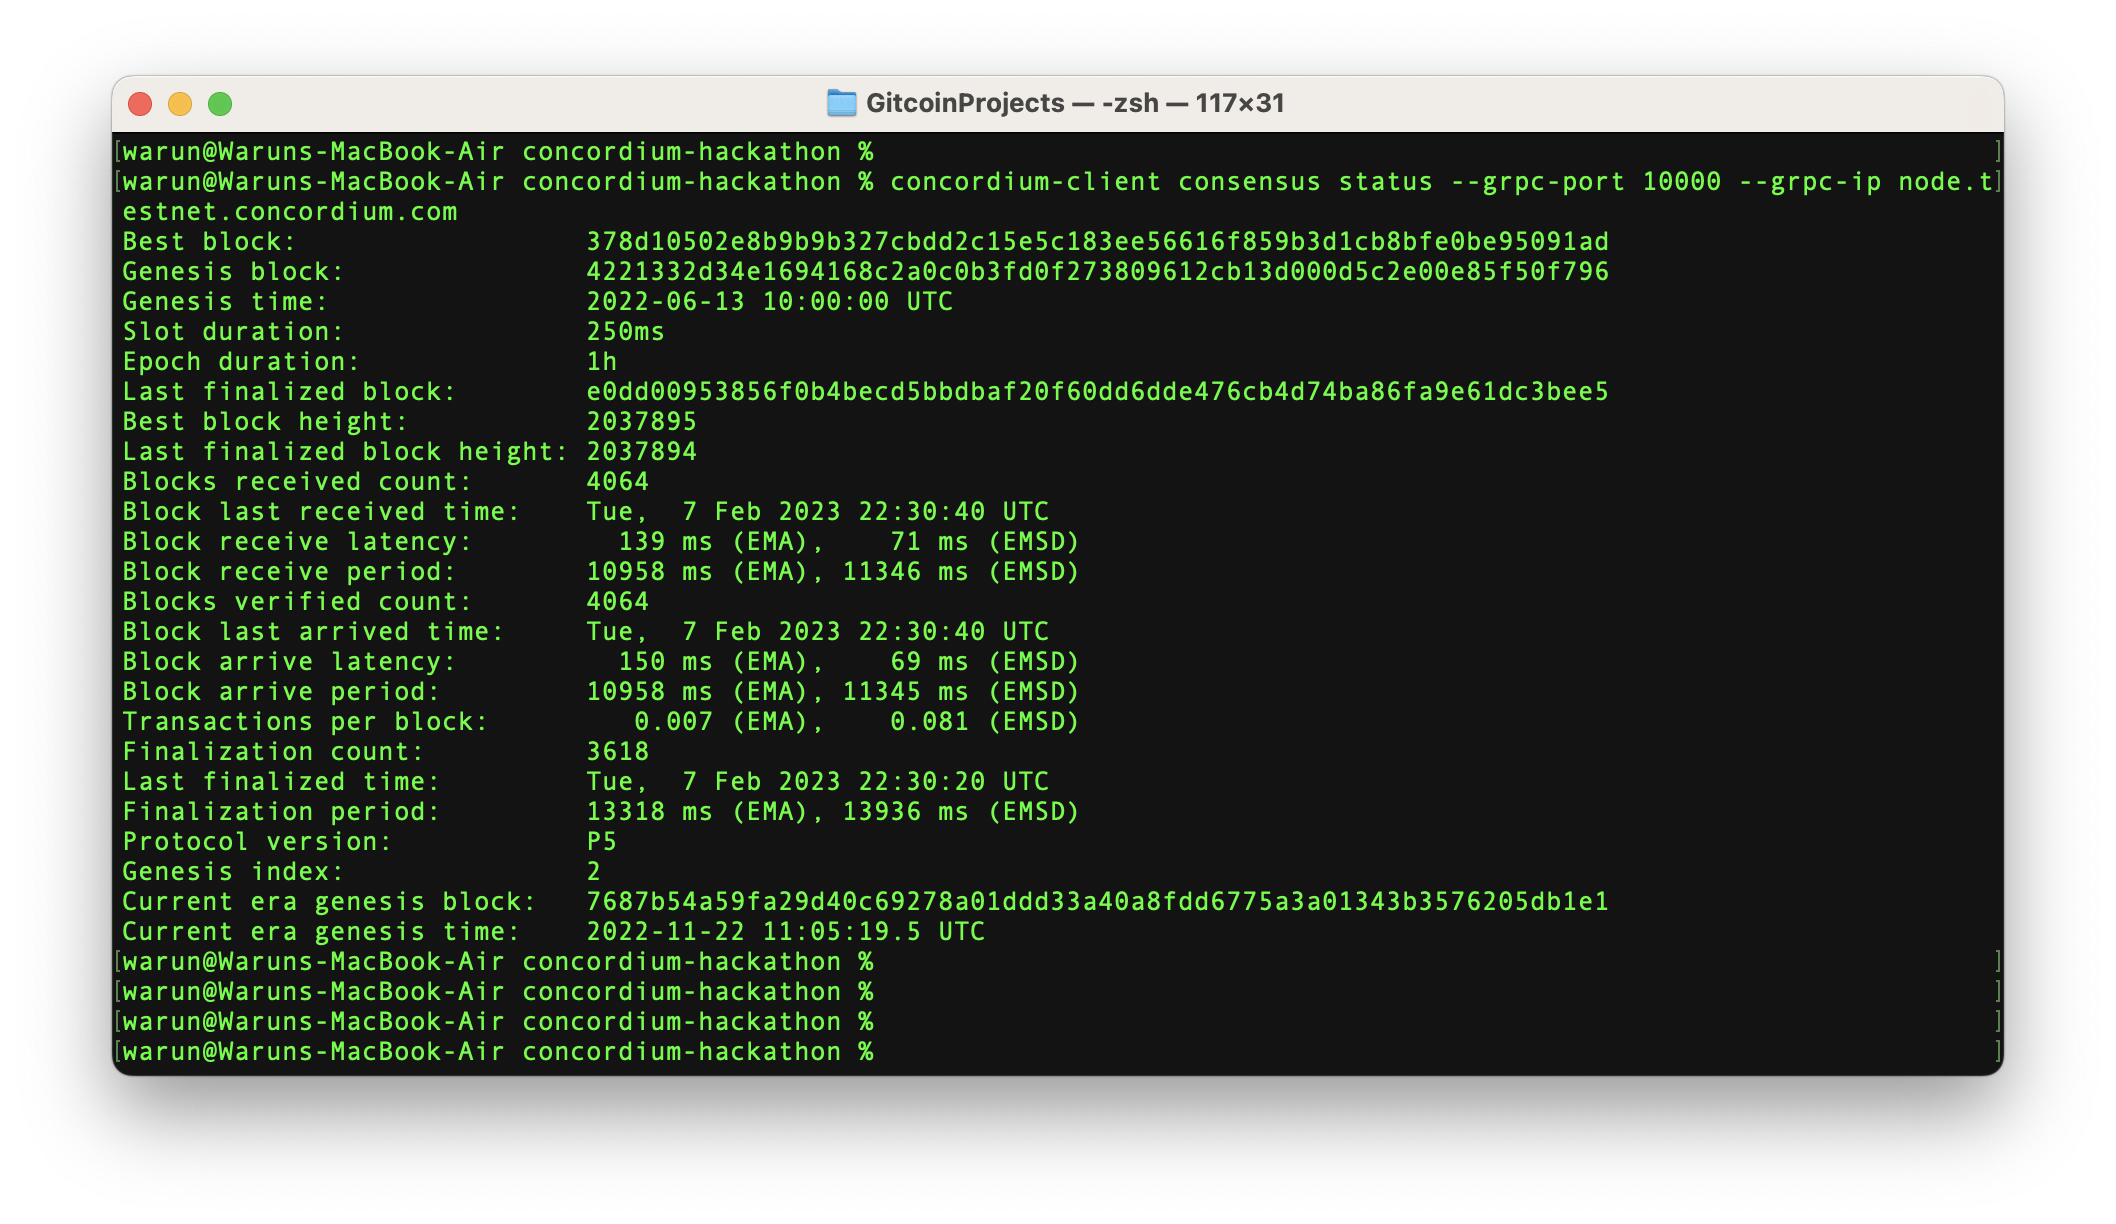 GitcoinProjects — -zsh — 117×31
[warun@Waruns-MacBook-Air concordium-hackathon % ]
[warun@Waruns-MacBook-Air concordium-hackathon % concordium-client consensus status --grpc-port 10000 --grpc-ip node.t]
estnet.concordium.com
Best block: 378d10502e8b9b9b327cbdd2c15e5c183ee56616f859b3d1cb8bfe0be95091ad
Genesis block: 4221332d34e1694168c2a0c0b3fd0f273809612cb13d000d5c2e00e85f50f796
Genesis time: 2022-06-13 10:00:00 UTC
Slot duration: 250ms
Epoch duration: 1h
Last finalized block: e0dd00953856f0b4becd5bbdbaf20f60dd6dde476cb4d74ba86fa9e61dc3bee5
Best block height: 2037895
Last finalized block height: 2037894
Blocks received count: 4064
Block last received time: Tue,  7 Feb 2023 22:30:40 UTC
Block receive latency: 139 ms (EMA),    71 ms (EMSD)
Block receive period: 10958 ms (EMA), 11346 ms (EMSD)
Blocks verified count: 4064
Block last arrived time: Tue,  7 Feb 2023 22:30:40 UTC
Block arrive latency: 150 ms (EMA),    69 ms (EMSD)
Block arrive period: 10958 ms (EMA), 11345 ms (EMSD)
Transactions per block: 0.007 (EMA),    0.081 (EMSD)
Finalization count: 3618
Last finalized time: Tue,  7 Feb 2023 22:30:20 UTC
Finalization period: 13318 ms (EMA), 13936 ms (EMSD)
Protocol version: P5
Genesis index: 2
Current era genesis block: 7687b54a59fa29d40c69278a01ddd33a40a8fdd6775a3a01343b3576205db1e1
Current era genesis time: 2022-11-22 11:05:19.5 UTC
[warun@Waruns-MacBook-Air concordium-hackathon % ]
[warun@Waruns-MacBook-Air concordium-hackathon % ]
[warun@Waruns-MacBook-Air concordium-hackathon % ]
[warun@Waruns-MacBook-Air concordium-hackathon % ]